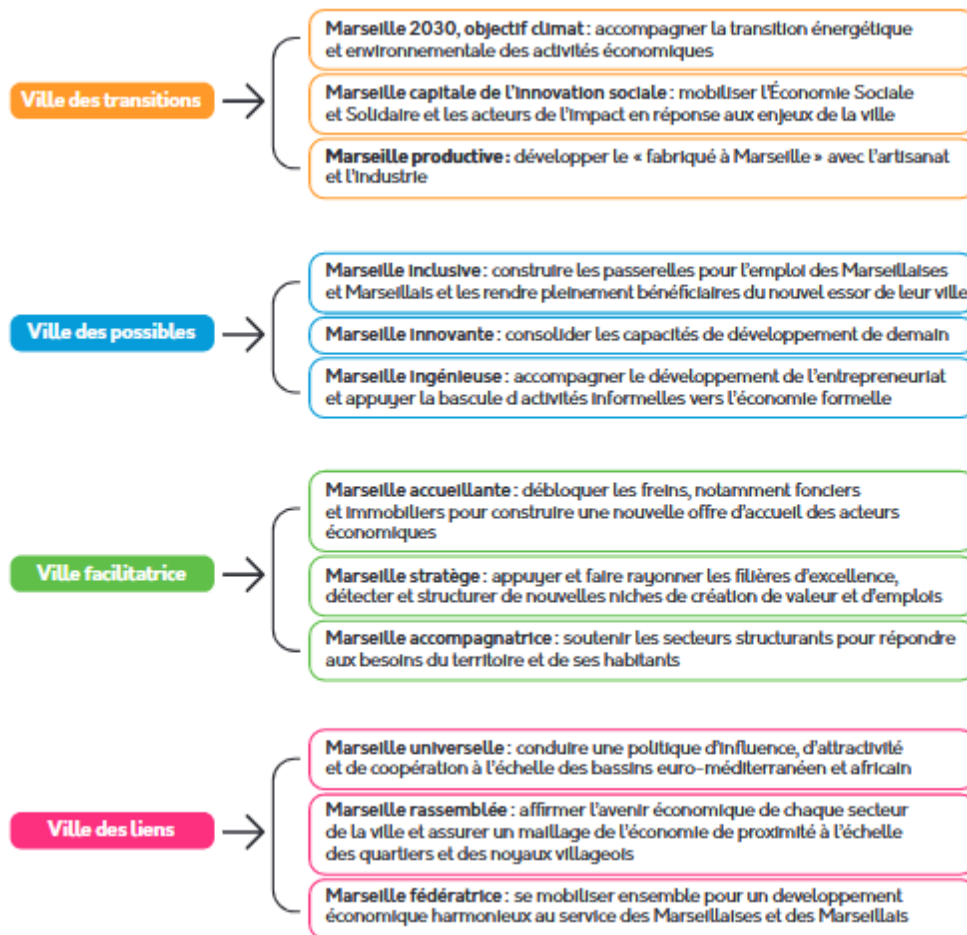 Ville des transitions
Marseille 2030, objectif climat : accompagner la transition énergétique
et environnementale des activités économiques
Marseille capitale de l'innovation sociale : mobiliser l'Économie Sociale
et Solidaire et les acteurs de l'impact en réponse aux enjeux de la ville
Marseille productive : développer le « fabriqué à Marseille » avec l'artisanat
et l'industrie
Ville des possibles
Marseille inclusive : construire les passerelles pour l'emploi des Marseillaises
et Marseillais et les rendre pleinement bénéficiaires du nouvel essor de leur ville
Marseille innovante : consolider les capacités de développement de demain
Marseille ingénieuse : accompagner le développement de l'entrepreneuriat
et appuyer la bascule d activités informelles vers l'économie formelle
Ville facilitatrice
Marseille accueillante : débloquer les freins, notamment fonciers
et immobiliers pour construire une nouvelle offre d'accueil des acteurs
économiques
Marseille stratège : appuyer et faire rayonner les filières d'excellence,
détecter et structurer de nouvelles niches de création de valeur et d'emplois
Marseille accompagnatrice : soutenir les secteurs structurants pour répondre
aux besoins du territoire et de ses habitants
Ville des liens
Marseille universelle : conduire une politique d'influence, d'attractivité
et de coopération à l'échelle des bassins euro-méditerranéen et africain
Marseille rassemblée : affirmer l'avenir économique de chaque secteur
de la ville et assurer un maillage de l'économie de proximité à l'échelle
des quartiers et des noyaux villageois
Marseille fédératrice : se mobiliser ensemble pour un developpement
économique harmonieux au service des Marseillaises et des Marseillais